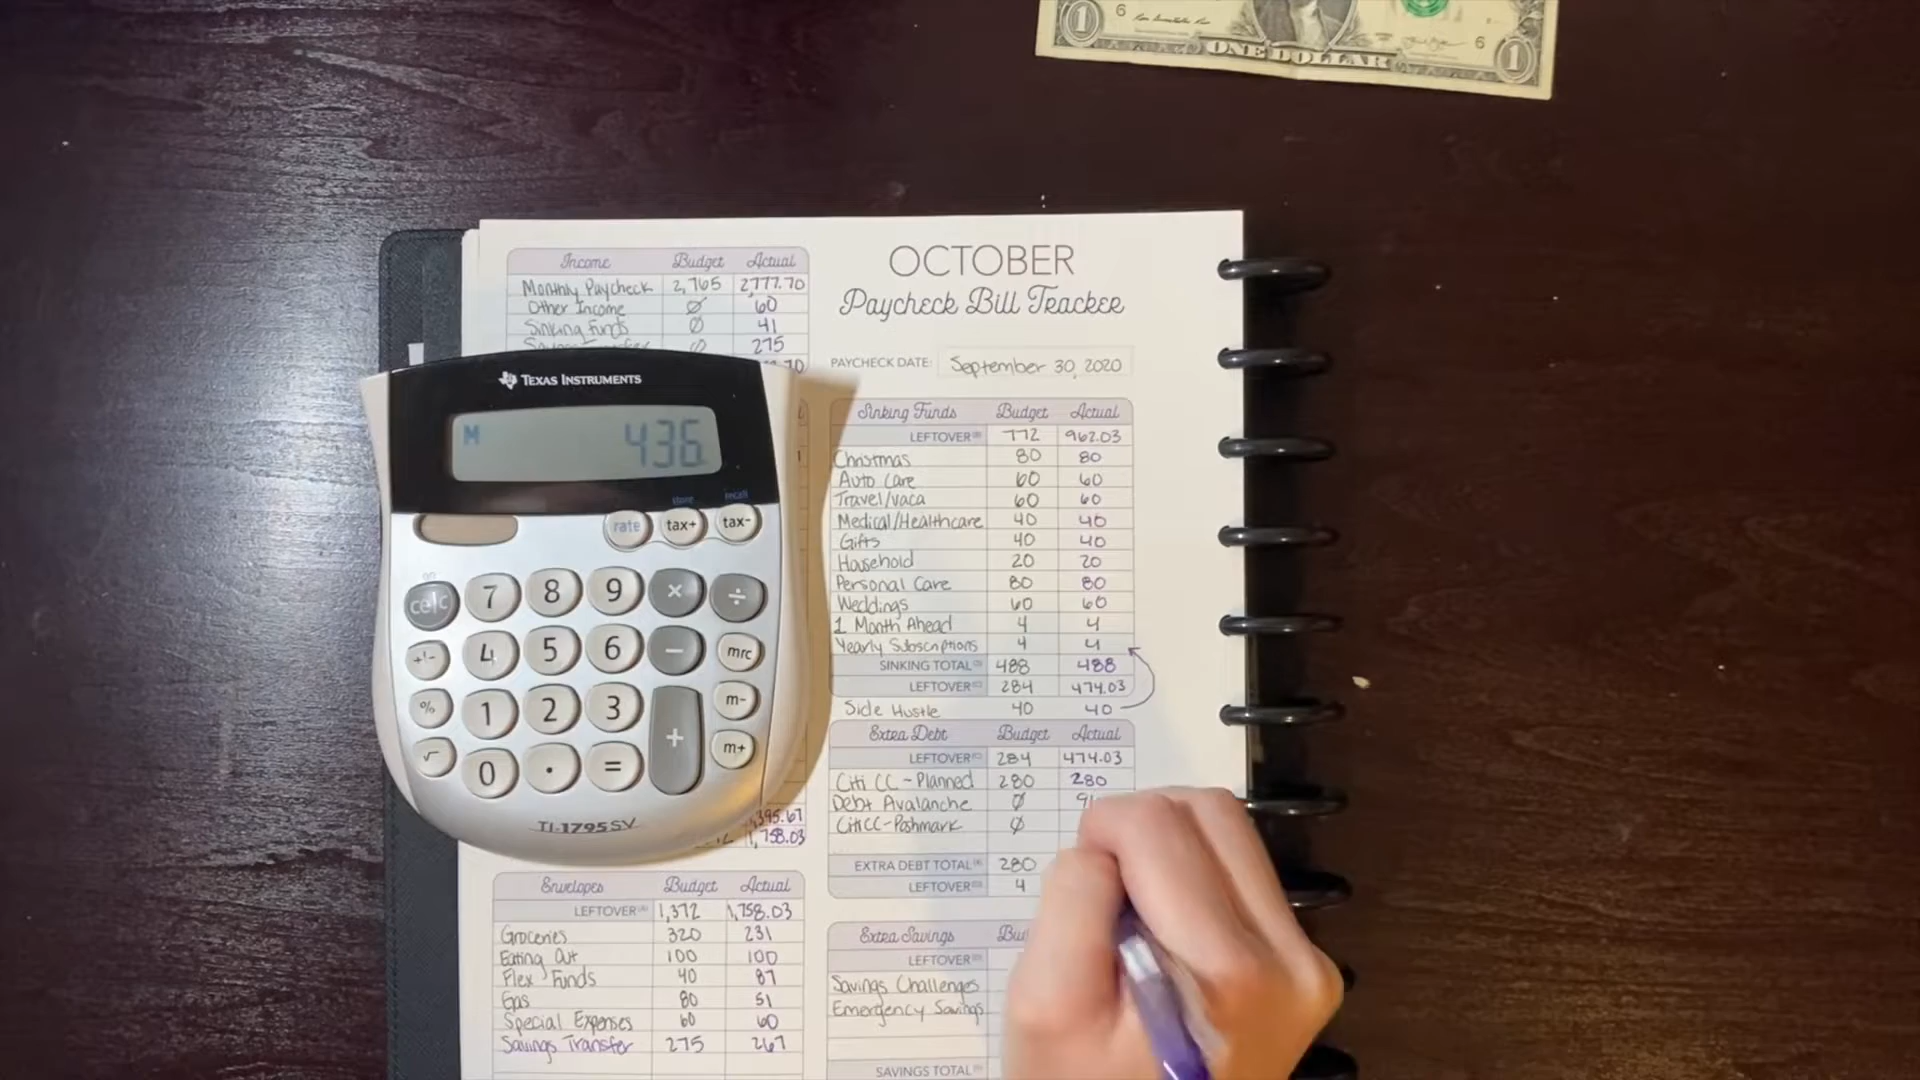 6 6
1 ONE DOLLAR 1
Income Budget Actual
Monthly Paycheck 2,765 2,777.70
Other Income Ø 60
Sinking Funds Ø 41
Ø 275
OCTOBER
Paycheck Bill Tracker
PAYCHECK DATE: September 30, 2020
TEXAS INSTRUMENTS
M 436
store recall
rate tax+ tax-
ce/c 7 8 9 × ÷
+/- 4 5 6 − mrc
% 1 2 3 m-
√ 0 . = + m+
TI-1795 SV
,395.67
1,758.03
Sinking Funds Budget Actual
LEFTOVER 772 962.03
Christmas 80 80
Auto Care 60 60
Travel/vaca 60 60
Medical/Healthcare 40 40
Gifts 40 40
Household 20 20
Personal Care 80 80
Weddings 60 60
1 Month Ahead 4 4
Yearly Subscriptions 4 4
SINKING TOTAL 488 488
LEFTOVER 284 474.03
Side Hustle 40 40
Extra Debt Budget Actual
LEFTOVER 284 474.03
Citi CC - Planned 280 280
Debt Avalanche Ø
Citi CC - Poshmark Ø
EXTRA DEBT TOTAL 280
LEFTOVER 4
Envelopes Budget Actual
LEFTOVER 1,372 1,758.03
Groceries 320 231
Eating Out 100 100
Flex Funds 40 87
Gas 80 51
Special Expenses 60 60
Savings Transfer 275 267
Extra Savings
LEFTOVER
Savings Challenges
Emergency Savings
SAVINGS TOTAL